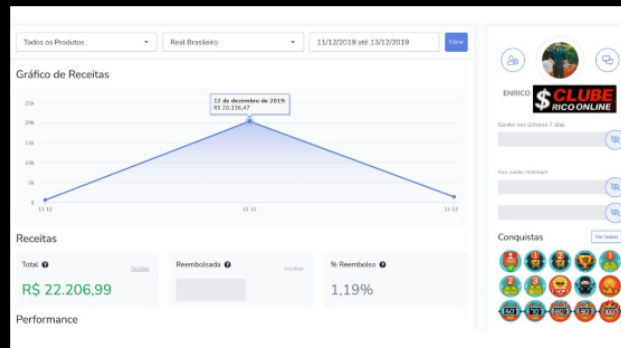 Todos os Produtos
Real Brasileiro
11/12/2019 até 13/12/2019
Filtrar
Gráfico de Receitas
12 de dezembro de 2019:
R$ 20.336,47
25k
20k
15k
10k
5k
0
11 12
12 12
Receitas
Total
Ocultar
R$ 22.206,99
Reembolsada
Mostrar
% Reembolso
1,19%
Performance
ENRICO
$ CLUBE
RICO ONLINE
Ganho nos últimos 7 dias
Seu saldo Hotmart
Conquistas
Ver todas